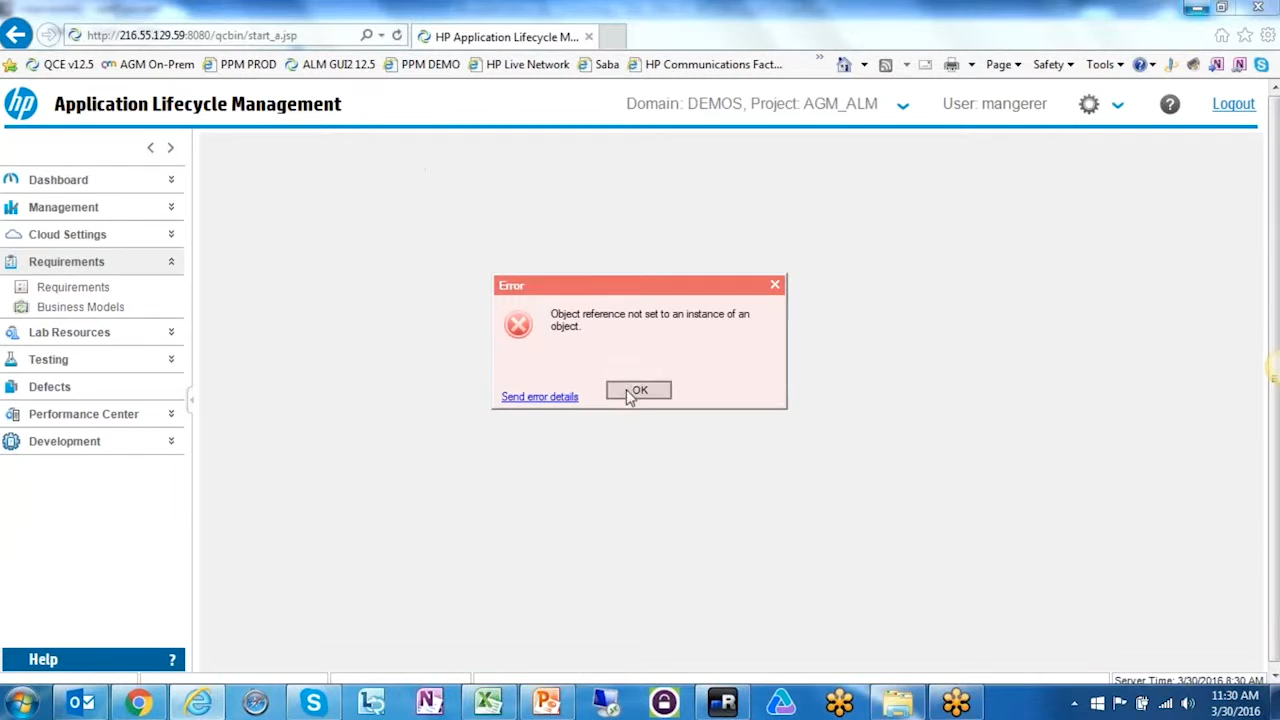 http://216.55.129.59:8080/qcbin/start_a.jsp
HP Application Lifecycle M...
QCE v12.5
AGM On-Prem
PPM PROD
ALM GUI2 12.5
PPM DEMO
HP Live Network
Saba
HP Communications Fact...
Page
Safety
Tools
hp
Application Lifecycle Management
Domain: DEMOS, Project: AGM_ALM
User: mangerer
Logout
Dashboard
Management
Cloud Settings
Requirements
Requirements
Business Models
Lab Resources
Testing
Defects
Performance Center
Development
Error
Object reference not set to an instance of an
object.
OK
Send error details
Help ?
Server Time: 3/30/2016 8:30 AM
11:30 AM
3/30/2016